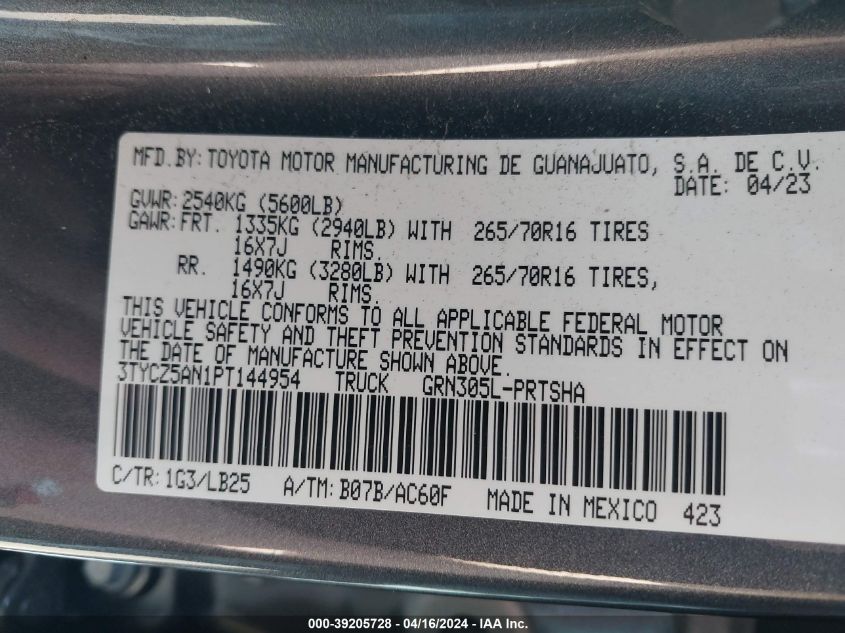 MFD.BY:TOYOTA MOTOR MANUFACTURING DE GUANAJUATO, S.A. DE C.V.
DATE: 04/23
GVWR:2540KG (5600LB)
GAWR:FRT. 1335KG (2940LB) WITH 265/70R16 TIRES
16X7J RIMS.
RR. 1490KG (3280LB) WITH 265/70R16 TIRES,
16X7J RIMS.
THIS VEHICLE CONFORMS TO ALL APPLICABLE FEDERAL MOTOR
VEHICLE SAFETY AND THEFT PREVENTION STANDARDS IN EFFECT ON
THE DATE OF MANUFACTURE SHOWN ABOVE.
3TYCZ5AN1PT144954 TRUCK GRN305L-PRTSHA
C/TR:1G3/LB25 A/TM:B07B/AC60F MADE IN MEXICO 423
000-39205728 - 04/16/2024 - IAA Inc.